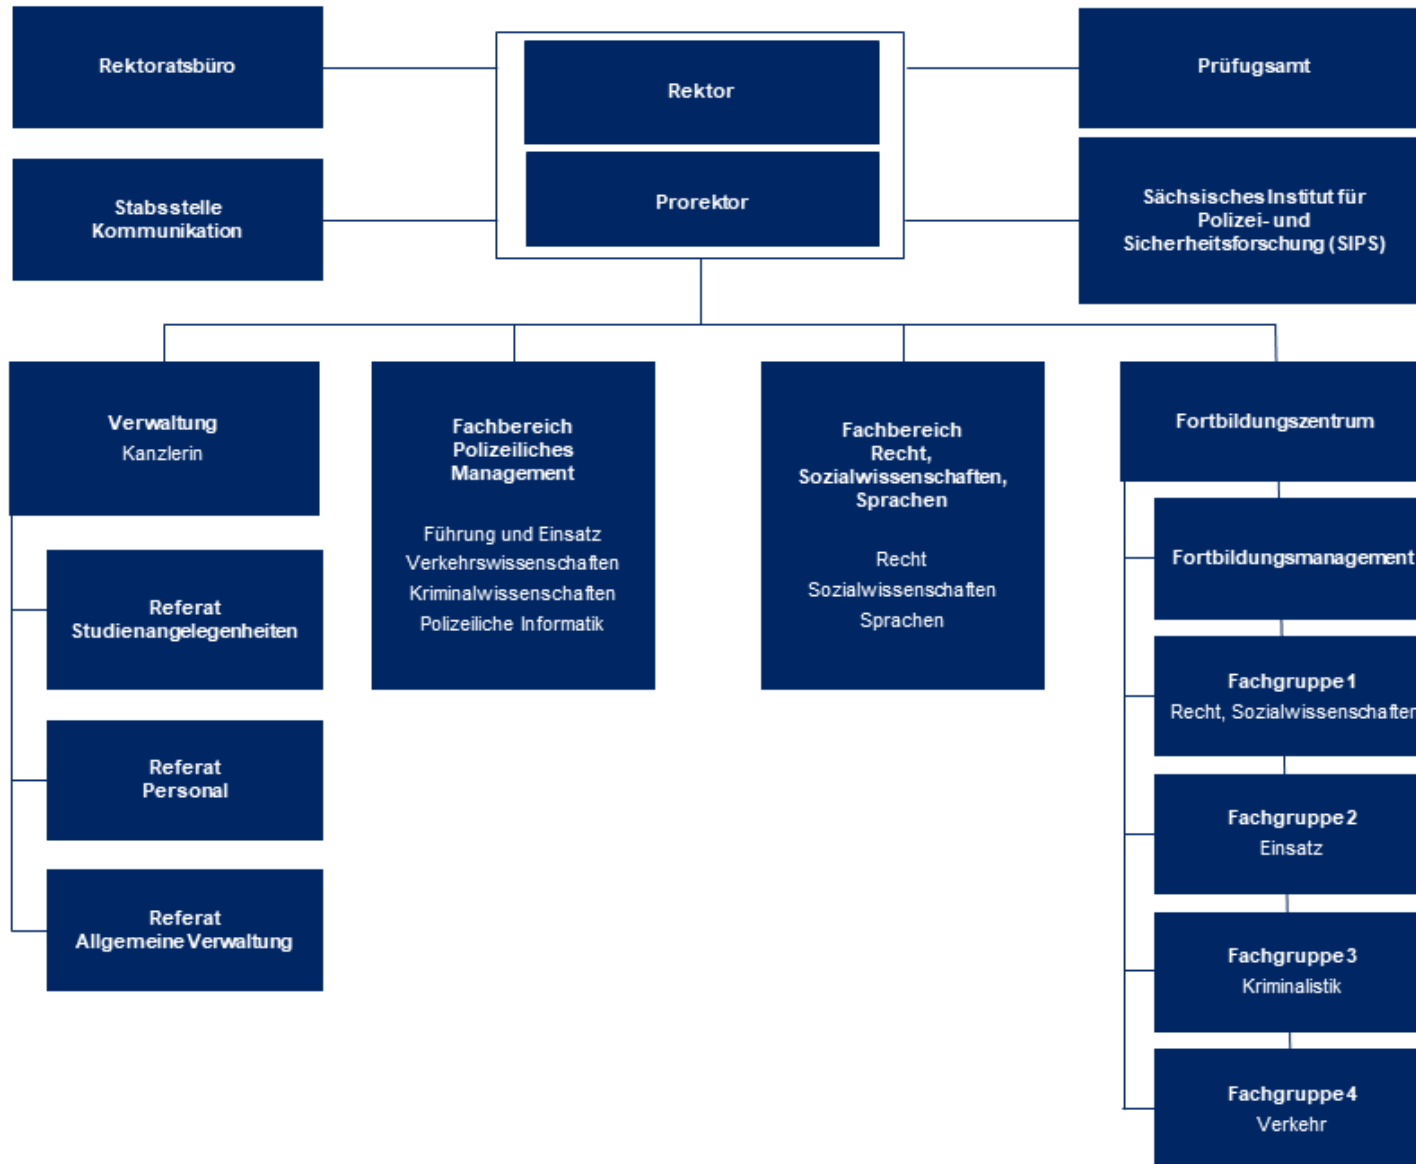 Rektoratsbüro
Rektor
Prüfugsamt
Stabsstelle
Kommunikation
Prorektor
Sächsisches Institut für
Polizei- und
Sicherheitsforschung (SIPS)
Verwaltung
Kanzlerin
Referat
Studienangelegenheiten
Referat
Personal
Referat
Allgemeine Verwaltung
Fachbereich
Polizeiliches
Management
Führung und Einsatz
Verkehrswissenschaften
Kriminalwissenschaften
Polizeiliche Informatik
Fachbereich
Recht,
Sozialwissenschaften,
Sprachen
Recht
Sozialwissenschaften
Sprachen
Fortbildungszentrum
Fortbildungsmanagement
Fachgruppe 1
Recht, Sozialwissenschaften
Fachgruppe 2
Einsatz
Fachgruppe 3
Kriminalistik
Fachgruppe 4
Verkehr